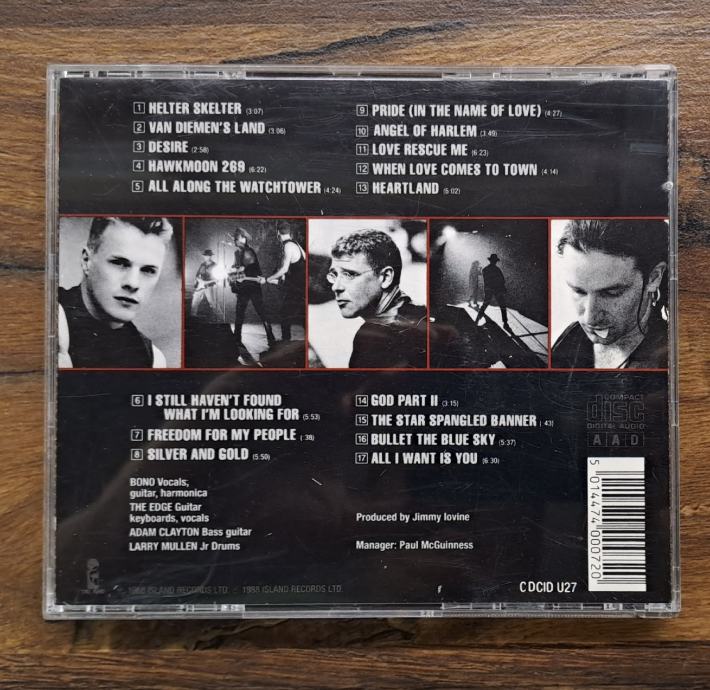 1 HELTER SKELTER (3:07)
2 VAN DIEMEN'S LAND (3:06)
3 DESIRE (2:58)
4 HAWKMOON 269 (6:22)
5 ALL ALONG THE WATCHTOWER (4:24)
9 PRIDE (IN THE NAME OF LOVE) (4:27)
10 ANGEL OF HARLEM (3:49)
11 LOVE RESCUE ME (6:23)
12 WHEN LOVE COMES TO TOWN (4:14)
13 HEARTLAND (5:02)
6 I STILL HAVEN'T FOUND
WHAT I'M LOOKING FOR (5:53)
7 FREEDOM FOR MY PEOPLE (:38)
8 SILVER AND GOLD (5:50)
14 GOD PART II (3:15)
15 THE STAR SPANGLED BANNER (:43)
16 BULLET THE BLUE SKY (5:37)
17 ALL I WANT IS YOU (6:30)
COMPACT
disc
DIGITAL AUDIO
AAD
BONO Vocals,
guitar, harmonica
THE EDGE Guitar
keyboards, vocals
ADAM CLAYTON Bass guitar
LARRY MULLEN Jr Drums
Produced by Jimmy Iovine
Manager: Paul McGuinness
5 014474 000720
1988 ISLAND RECORDS LTD. © 1988 ISLAND RECORDS LTD.
CDCID U27